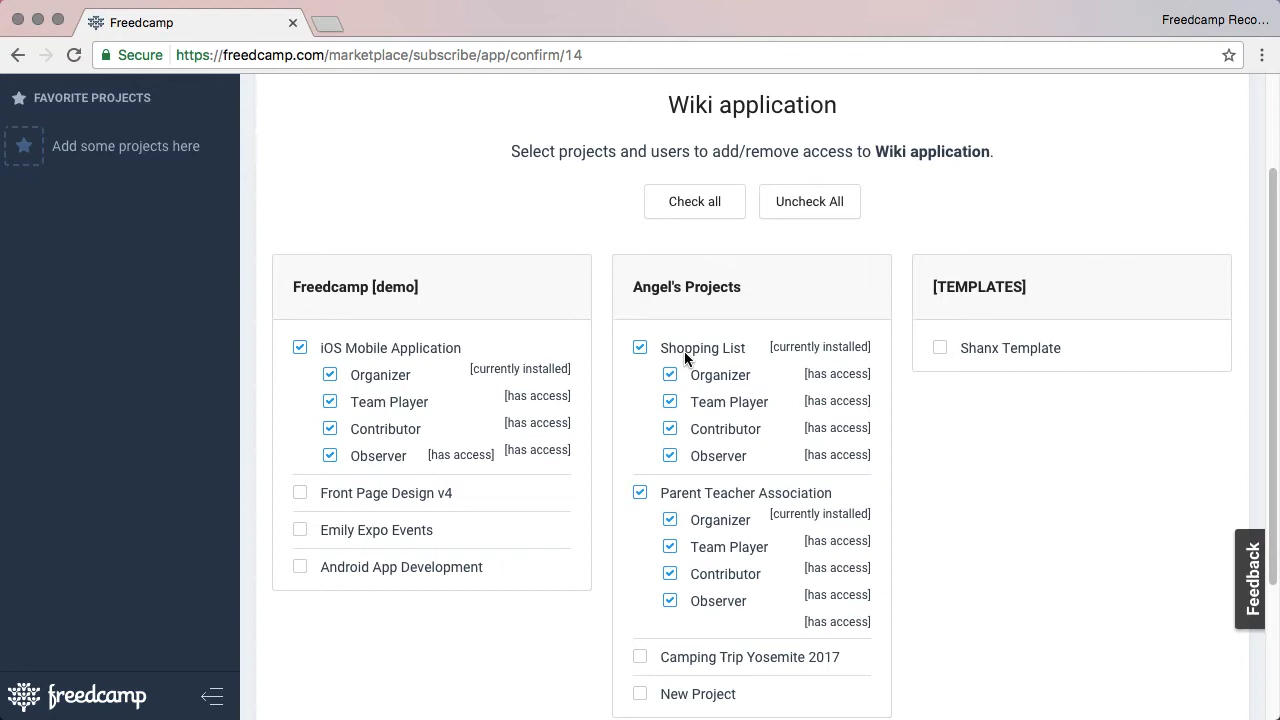 Freedcamp
Freedcamp Reco...
Secure
https://freedcamp.com/marketplace/subscribe/app/confirm/14
FAVORITE PROJECTS
Add some projects here
freedcamp
Wiki application
Select projects and users to add/remove access to Wiki application.
Check all
Uncheck All
Freedcamp [demo]
iOS Mobile Application
[currently installed]
Organizer
[has access]
Team Player
[has access]
Contributor
[has access]
Observer
[has access]
Front Page Design v4
Emily Expo Events
Android App Development
Angel's Projects
Shopping List [currently installed]
Organizer [has access]
Team Player [has access]
Contributor [has access]
Observer [has access]
Parent Teacher Association
[currently installed]
Organizer
[has access]
Team Player
[has access]
Contributor
[has access]
Observer
[has access]
Camping Trip Yosemite 2017
New Project
[TEMPLATES]
Shanx Template
Feedback